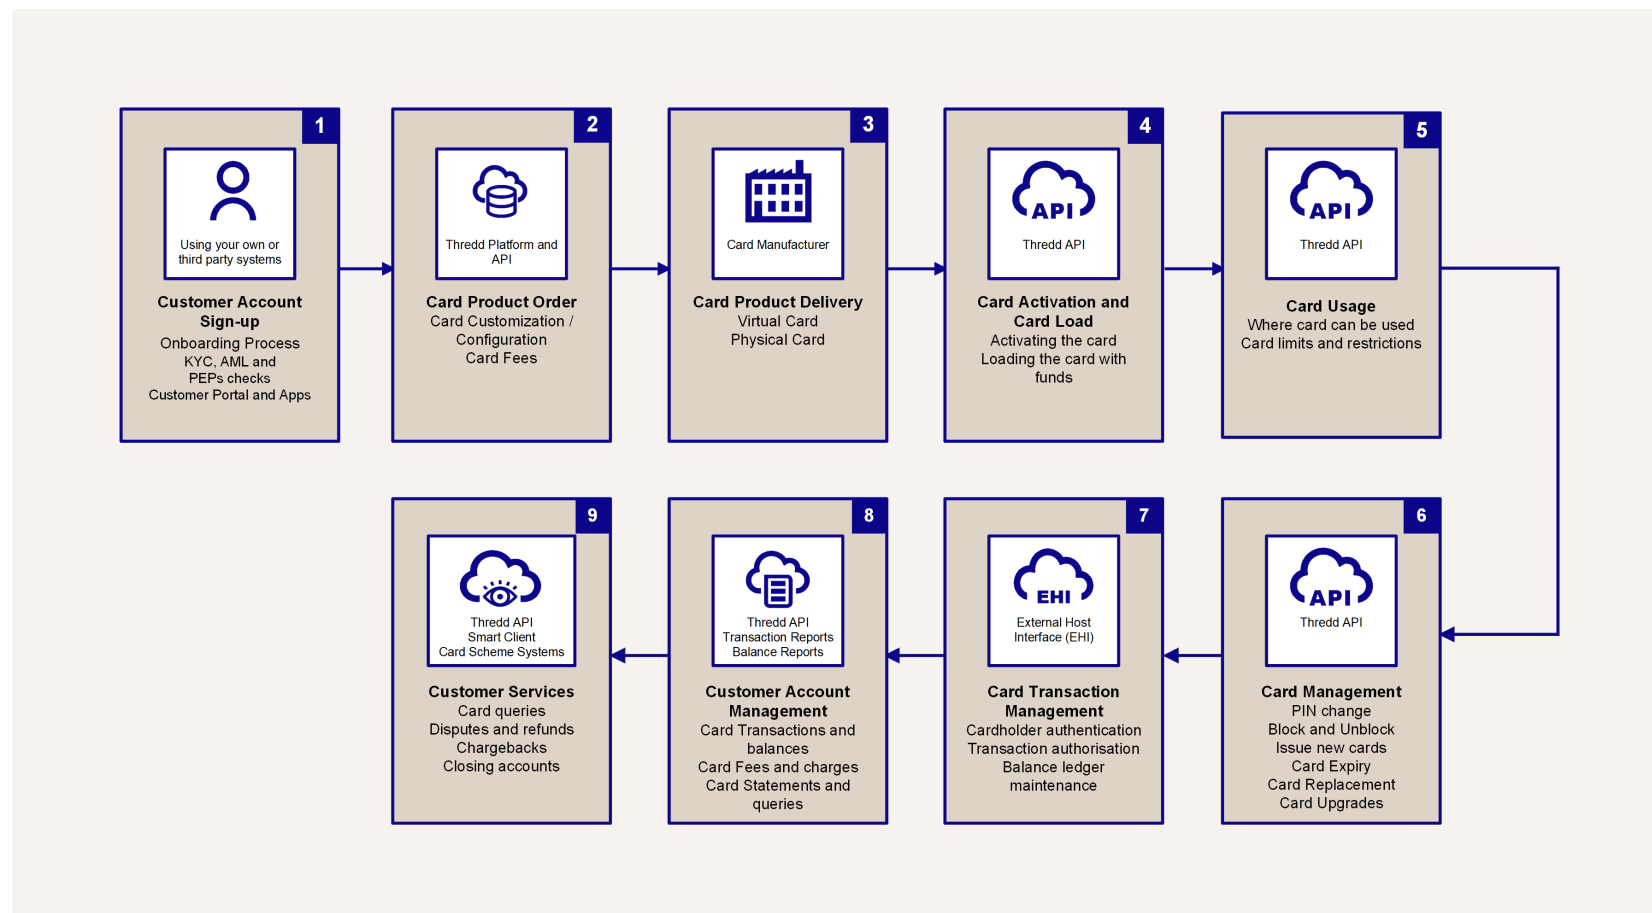 1
Using your own or
third party systems
Customer Account
Sign-up
Onboarding Process
KYC, AML and
PEPs checks
Customer Portal and Apps
2
Thredd Platform and
API
Card Product Order
Card Customization /
Configuration
Card Fees
3
Card Manufacturer
Card Product Delivery
Virtual Card
Physical Card
4
API
Thredd API
Card Activation and
Card Load
Activating the card
Loading the card with
funds
5
API
Thredd API
Card Usage
Where card can be used
Card limits and restrictions
6
API
Thredd API
Card Management
PIN change
Block and Unblock
Issue new cards
Card Expiry
Card Replacement
Card Upgrades
7
EHI
External Host
Interface (EHI)
Card Transaction
Management
Cardholder authentication
Transaction authorisation
Balance ledger
maintenance
8
Thredd API
Transaction Reports
Balance Reports
Customer Account
Management
Card Transactions and
balances
Card Fees and charges
Card Statements and
queries
9
Thredd API
Smart Client
Card Scheme Systems
Customer Services
Card queries
Disputes and refunds
Chargebacks
Closing accounts